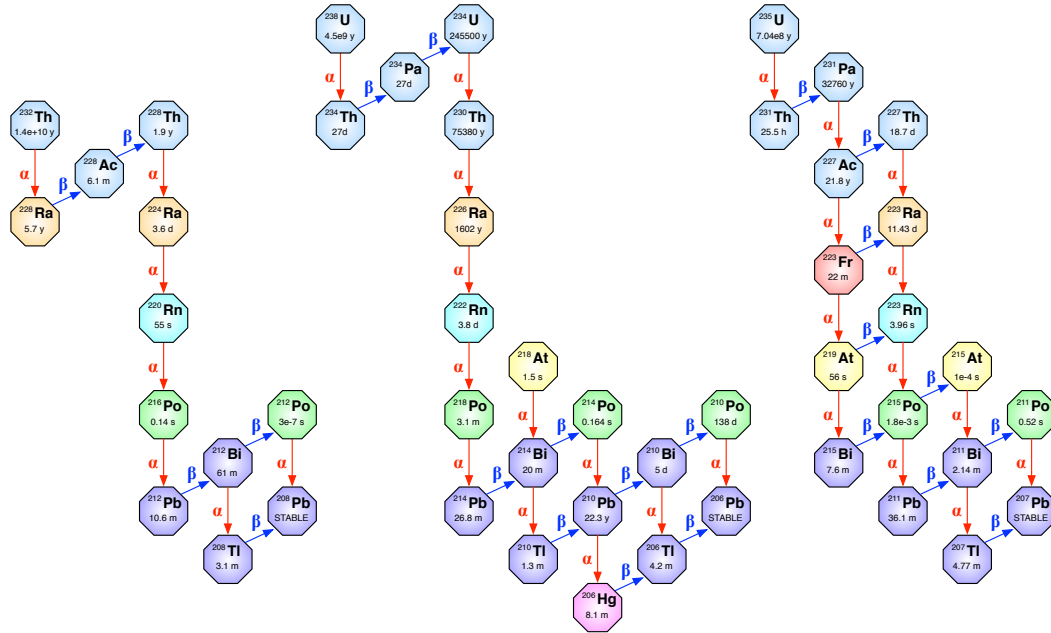 232Th
1.4e+10 y
α
228Ra
5.7 y
β
228Ac
6.1 m
β
228Th
1.9 y
α
224Ra
3.6 d
α
220Rn
55 s
α
216Po
0.14 s
α
212Pb
10.6 m
β
212Bi
61 m
β
212Po
3e-7 s
α
α
208Tl
3.1 m
β
208Pb
STABLE
238U
4.5e9 y
α
234Th
27d
β
234Pa
27d
β
234U
245500 y
α
230Th
75380 y
α
226Ra
1602 y
α
222Rn
3.8 d
α
218Po
3.1 m
α
214Pb
26.8 m
β
218At
1.5 s
α
214Bi
20 m
β
214Po
0.164 s
α
α
210Tl
1.3 m
β
210Pb
22.3 y
β
210Bi
5 d
β
210Po
138 d
α
α
α
206Hg
8.1 m
β
206Tl
4.2 m
β
206Pb
STABLE
235U
7.04e8 y
α
231Th
25.5 h
β
231Pa
32760 y
α
227Ac
21.8 y
β
227Th
18.7 d
α
α
223Fr
22 m
β
223Ra
11.43 d
α
α
219At
56 s
β
223Rn
3.96 s
α
α
215Bi
7.6 m
β
215Po
1.8e-3 s
β
215At
1e-4 s
α
α
211Pb
36.1 m
β
211Bi
2.14 m
β
211Po
0.52 s
α
α
207Tl
4.77 m
β
207Pb
STABLE